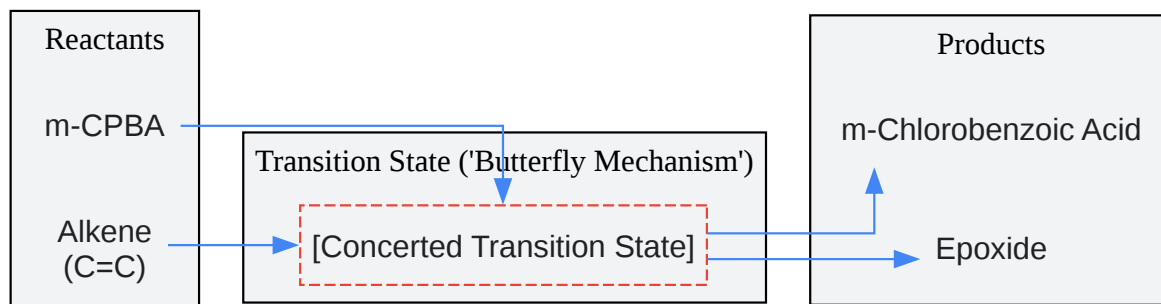 Reactants
m-CPBA
Alkene
(C=C)
Transition State ('Butterfly Mechanism')
[Concerted Transition State]
Products
m-Chlorobenzoic Acid
Epoxide